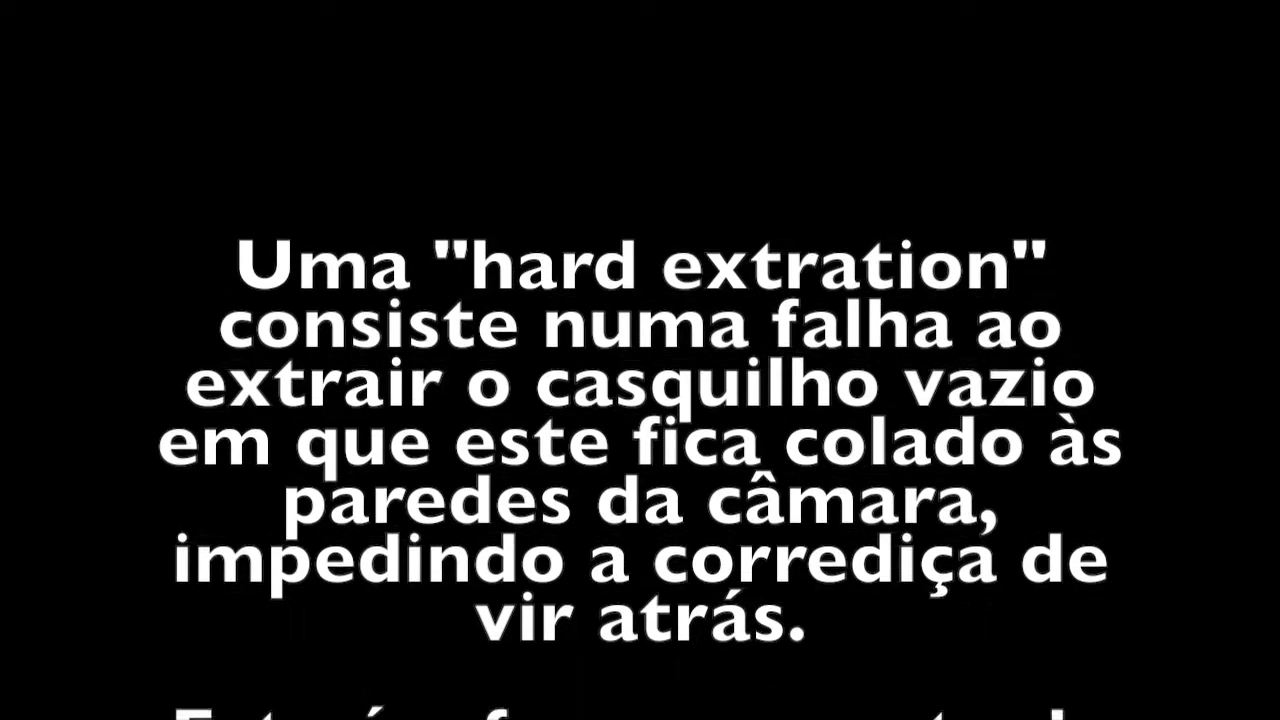 Uma "hard extration"
consiste numa falha ao
extrair o casquilho vazio
em que este fica colado às
paredes da câmara,
impedindo a corrediça de
vir atrás.